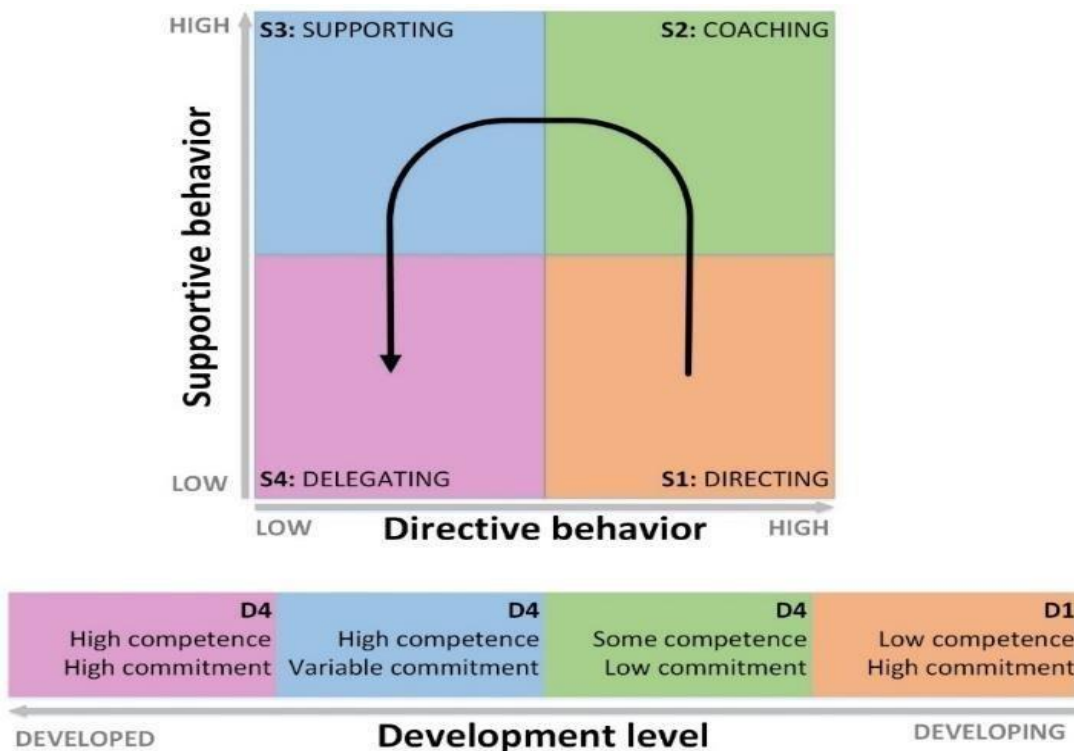 HIGH
S3: SUPPORTING
S2: COACHING
Supportive behavior
LOW
S4: DELEGATING
S1: DIRECTING
LOW
Directive behavior
HIGH
D4
High competence
High commitment
D4
High competence
Variable commitment
D4
Some competence
Low commitment
D1
Low competence
High commitment
DEVELOPED
Development level
DEVELOPING